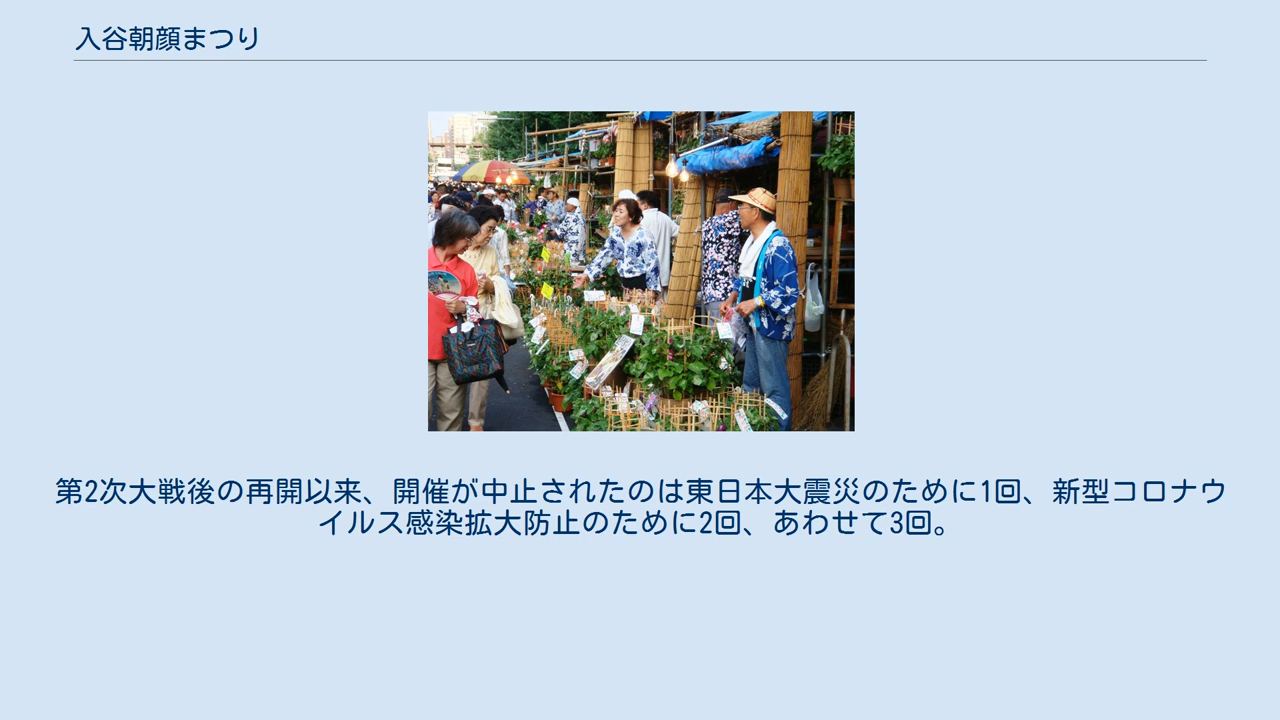 入谷朝顔まつり
第2次大戦後の再開以来、開催が中止されたのは東日本大震災のために1回、新型コロナウ
イルス感染拡大防止のために2回、あわせて3回。